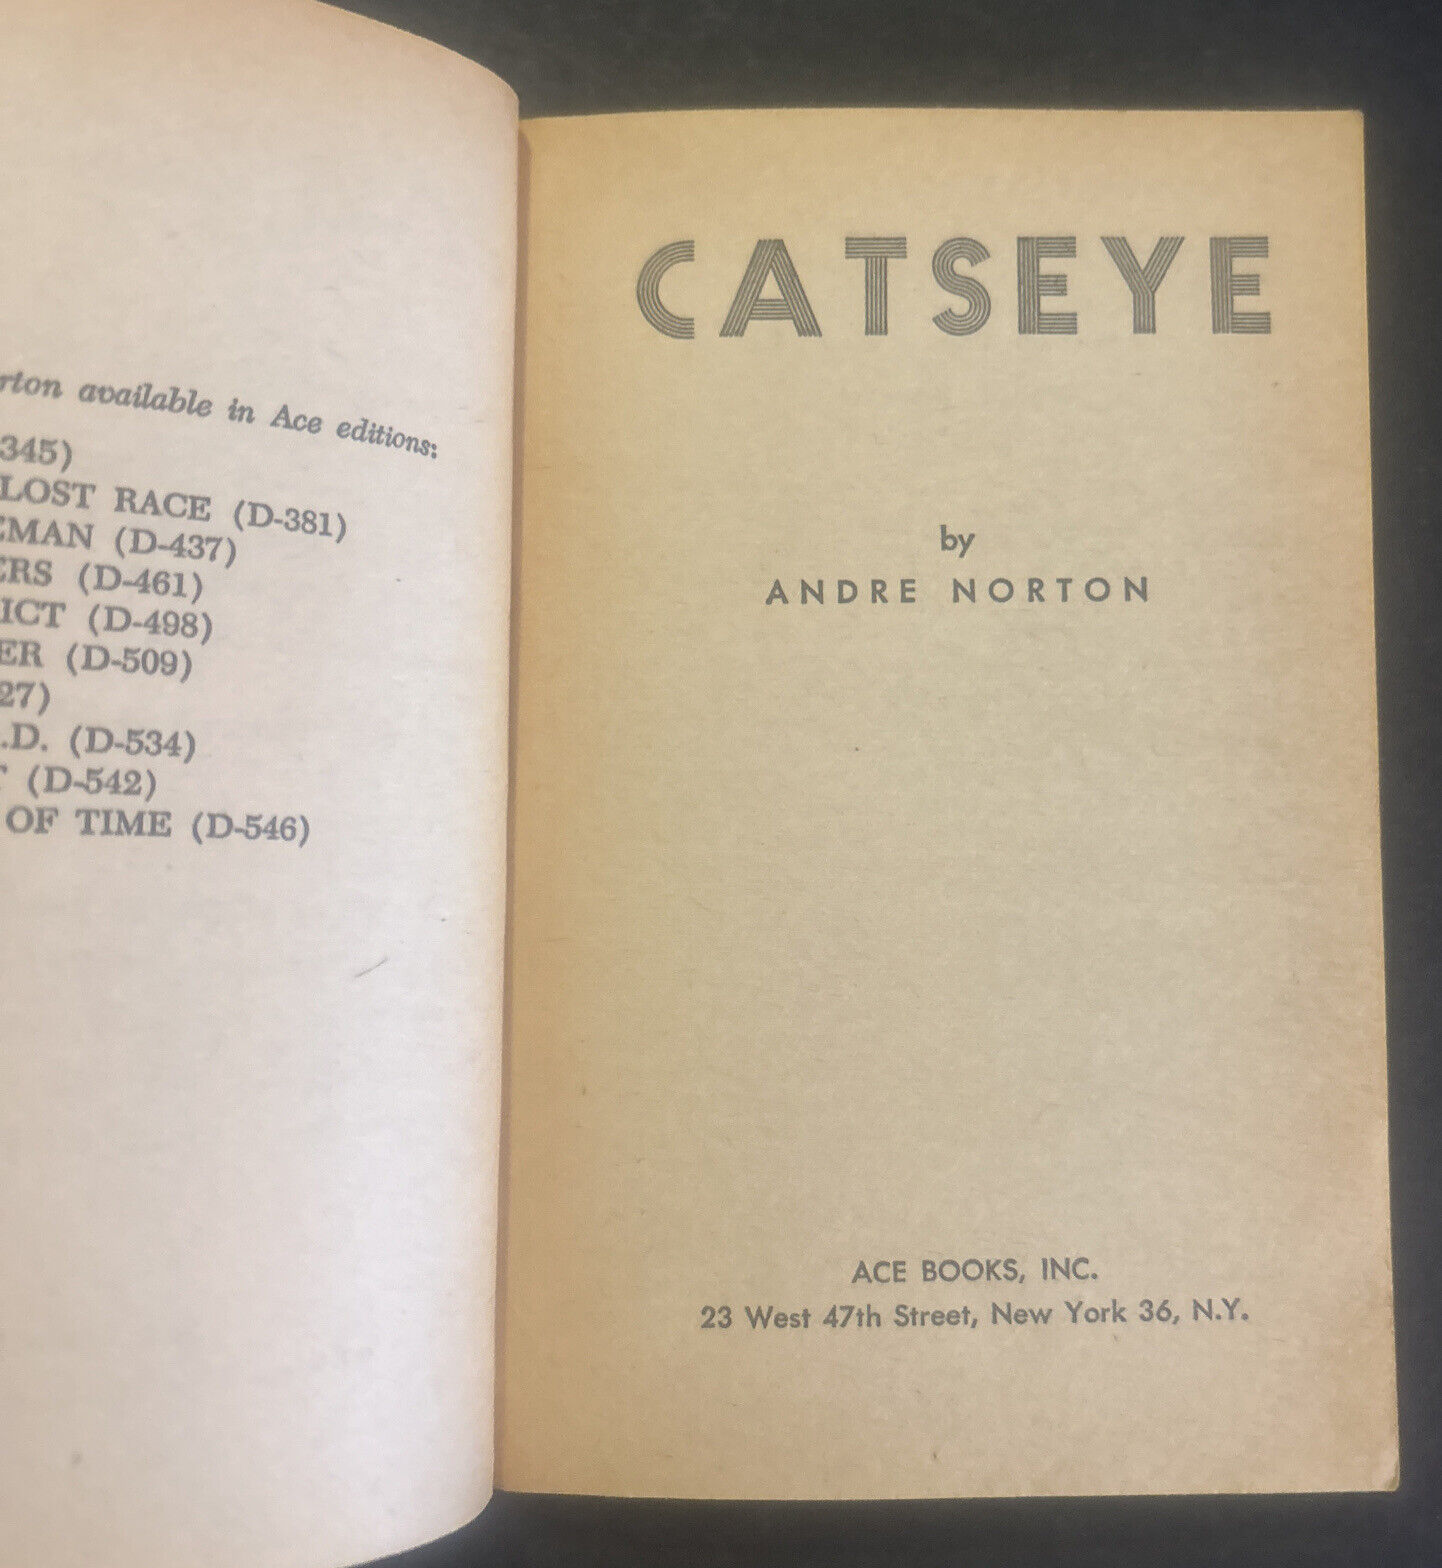 rton available in Ace editions:
345)
LOST RACE (D-381)
EMAN (D-437)
ERS (D-461)
ICT (D-498)
ER (D-509)
27)
.D. (D-534)
T (D-542)
OF TIME (D-546)
CATSEYE
by
ANDRE NORTON
ACE BOOKS, INC.
23 West 47th Street, New York 36, N.Y.